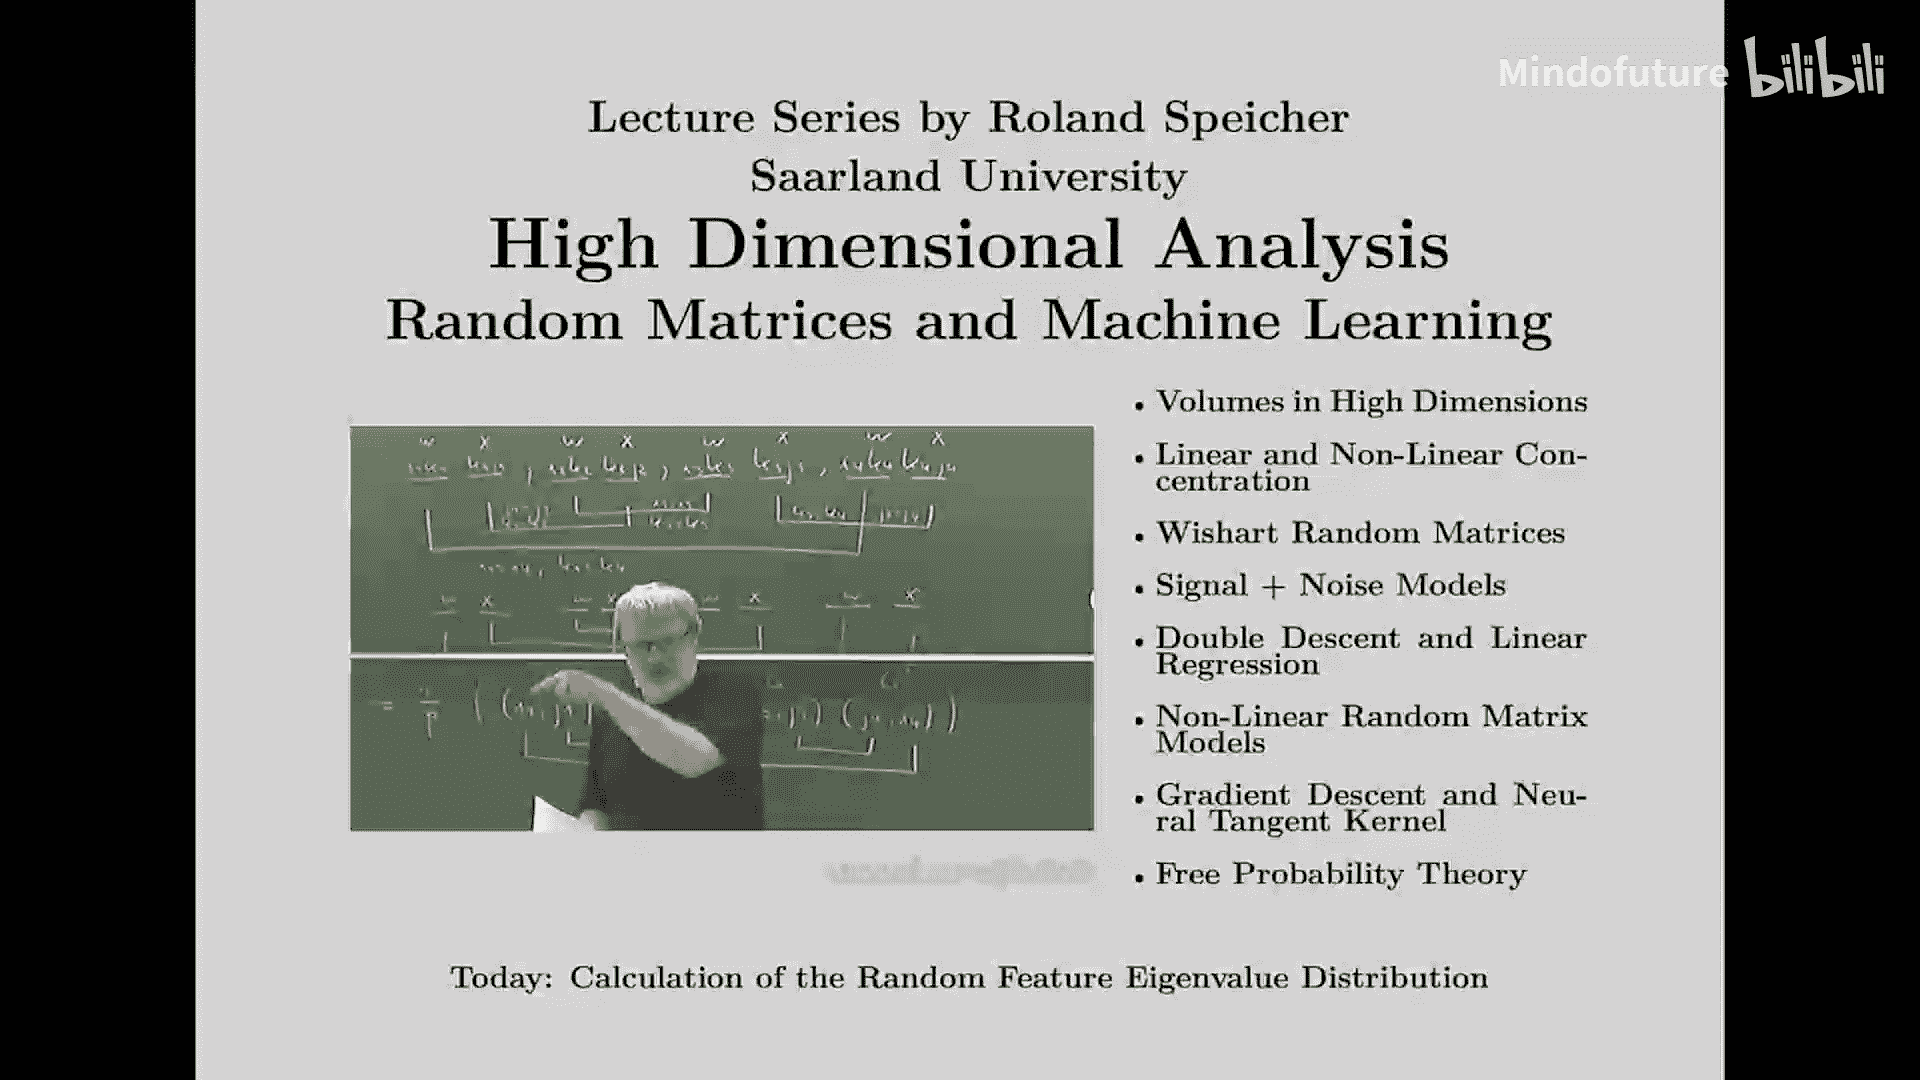 Mindofuture bilibili
Lecture Series by Roland Speicher
Saarland University
High Dimensional Analysis
Random Matrices and Machine Learning
• Volumes in High Dimensions
• Linear and Non-Linear Con-
centration
• Wishart Random Matrices
• Signal + Noise Models
• Double Descent and Linear
Regression
• Non-Linear Random Matrix
Models
• Gradient Descent and Neu-
ral Tangent Kernel
• Free Probability Theory
Today: Calculation of the Random Feature Eigenvalue Distribution